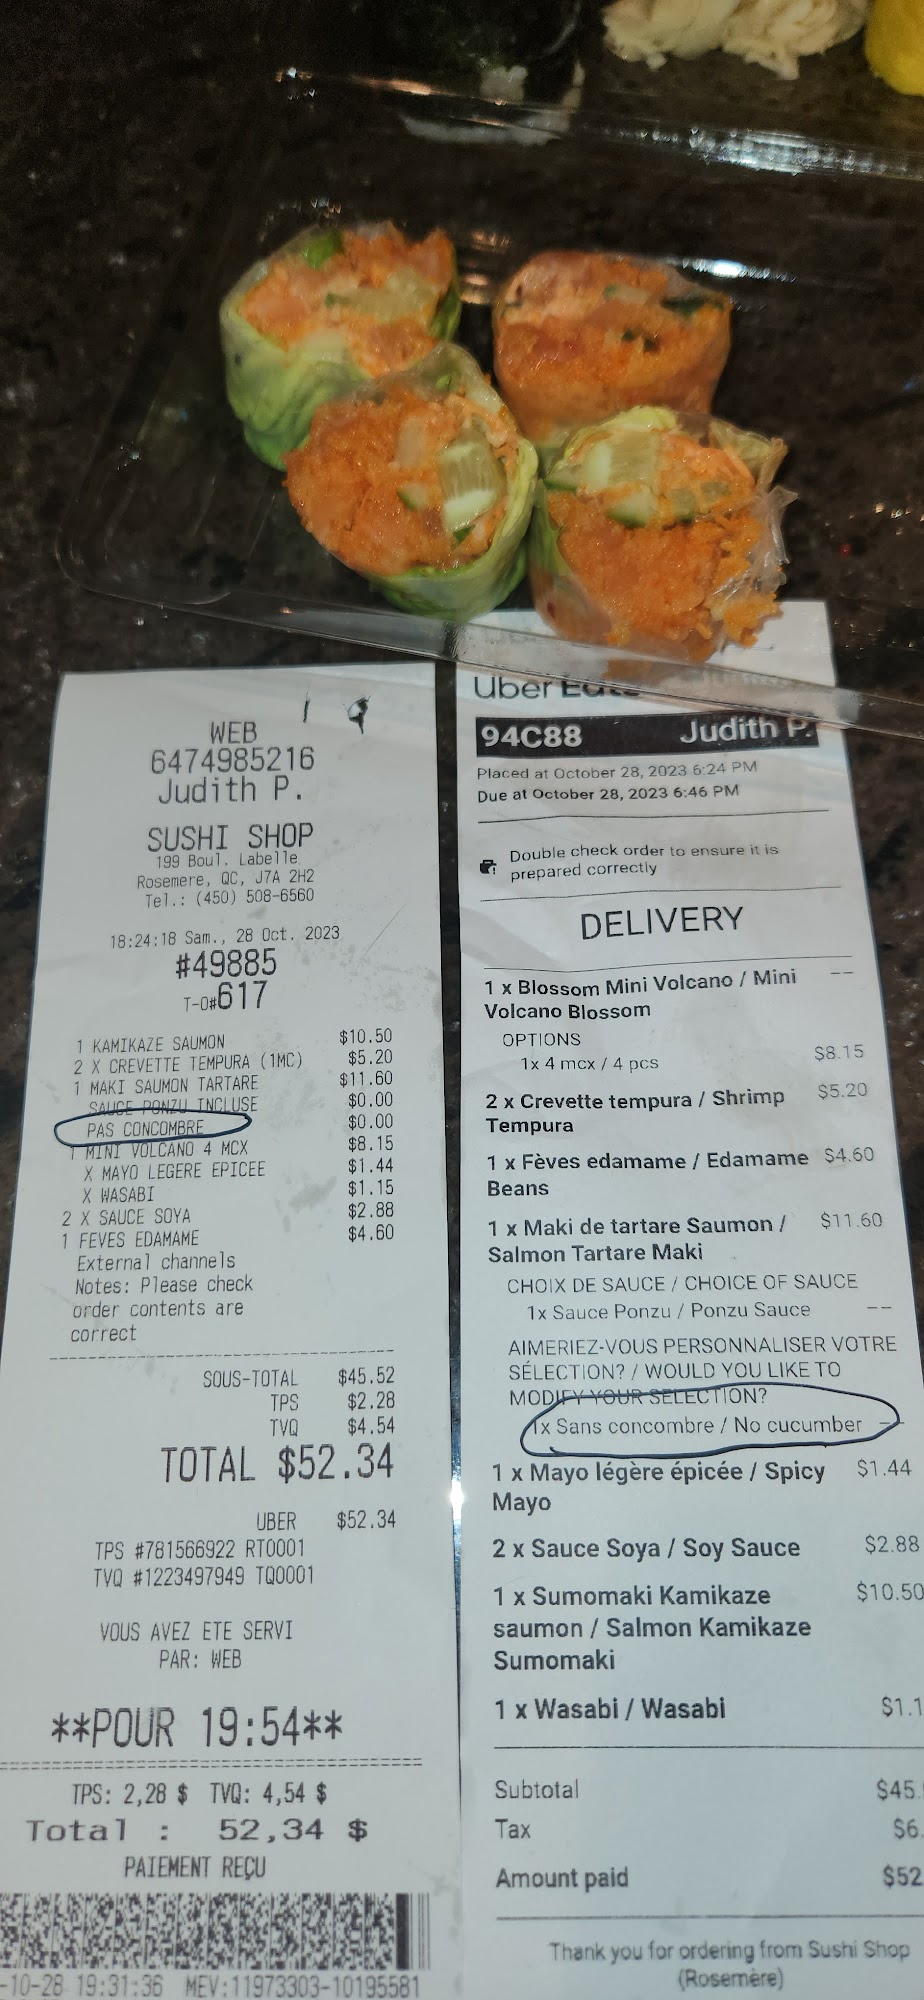 WEB
6474985216
Judith P.
SUSHI SHOP
199 Boul. Labelle
Rosemere, QC, J7A 2H2
Tel.: (450) 508-6560
18:24:18 Sam., 28 Oct. 2023
#49885
T-O#617
1 KAMIKAZE SAUMON $10.50
2 X CREVETTE TEMPURA (1MC) $5.20
1 MAKI SAUMON TARTARE $11.60
SAUCE PONZU INCLUSE $0.00
PAS CONCOMBRE $0.00
1 MINI VOLCANO 4 MCX $8.15
X MAYO LEGERE EPICEE $1.44
X WASABI $1.15
2 X SAUCE SOYA $2.88
1 FEVES EDAMAME $4.60
External channels
Notes: Please check
order contents are
correct
SOUS-TOTAL $45.52
TPS $2.28
TVQ $4.54
TOTAL $52.34
UBER $52.34
TPS #781566922 RT0001
TVQ #1223497949 TQ0001
VOUS AVEZ ETE SERVI
PAR: WEB
**POUR 19:54**
TPS: 2,28 $ TVQ: 4,54 $
Total : 52,34 $
PAIEMENT REÇU
-10-28 19:31:36 MEV:11973303-10195581
Uber Eats
94C88 Judith P.
Placed at October 28, 2023 6:24 PM
Due at October 28, 2023 6:46 PM
Double check order to ensure it is
prepared correctly
DELIVERY
1 x Blossom Mini Volcano / Mini --
Volcano Blossom
OPTIONS
1x 4 mcx / 4 pcs $8.15
2 x Crevette tempura / Shrimp $5.20
Tempura
1 x Fèves edamame / Edamame $4.60
Beans
1 x Maki de tartare Saumon / $11.60
Salmon Tartare Maki
CHOIX DE SAUCE / CHOICE OF SAUCE
1x Sauce Ponzu / Ponzu Sauce --
AIMERIEZ-VOUS PERSONNALISER VOTRE
SÉLECTION? / WOULD YOU LIKE TO
MODIFY YOUR SELECTION?
1x Sans concombre / No cucumber --
1 x Mayo légère épicée / Spicy $1.44
Mayo
2 x Sauce Soya / Soy Sauce $2.88
1 x Sumomaki Kamikaze $10.50
saumon / Salmon Kamikaze
Sumomaki
1 x Wasabi / Wasabi $1.1
Subtotal $45.
Tax $6.
Amount paid $52
Thank you for ordering from Sushi Shop
(Rosemère)